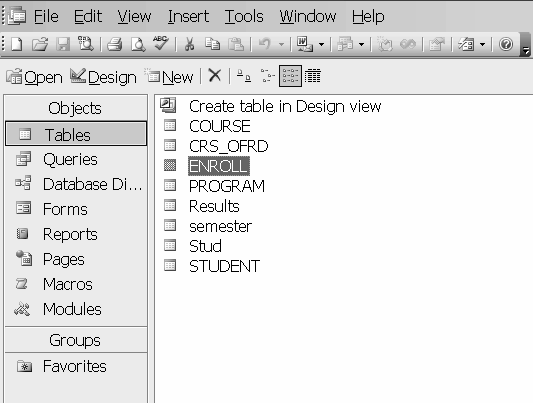 File Edit View Insert Tools Window Help
Open Design New
Objects
Tables
Queries
Database Di...
Forms
Reports
Pages
Macros
Modules
Groups
Favorites
Create table in Design view
COURSE
CRS_OFRD
ENROLL
PROGRAM
Results
semester
Stud
STUDENT